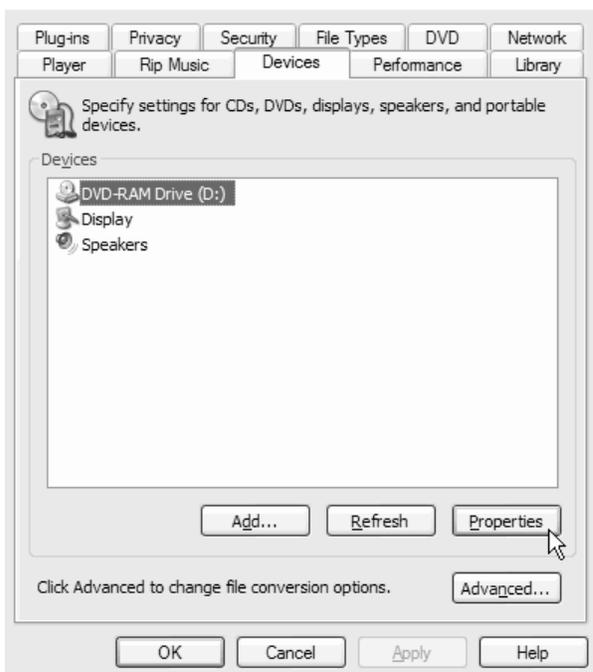 Plug-ins Privacy Security File Types DVD Network
Player Rip Music Devices Performance Library
Specify settings for CDs, DVDs, displays, speakers, and portable
devices.
Devices
DVD-RAM Drive (D:)
Display
Speakers
Add... Refresh Properties
Click Advanced to change file conversion options. Advanced...
OK Cancel Apply Help